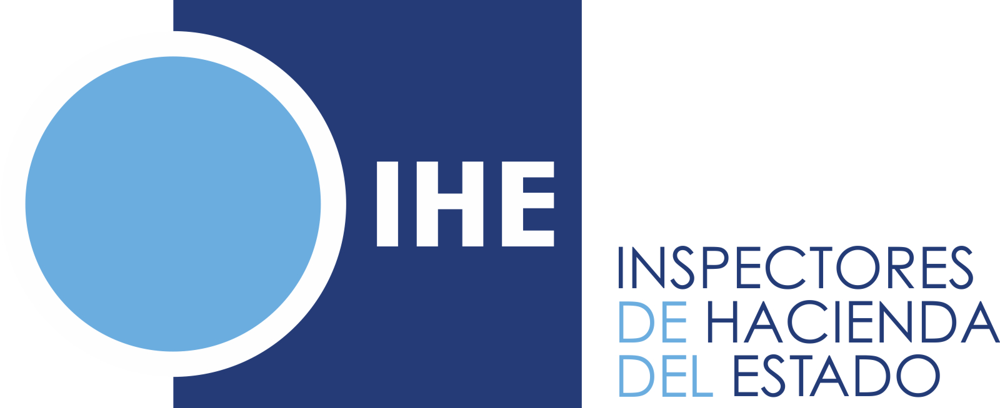 IHE
INSPECTORES
DE HACIENDA
DEL ESTADO